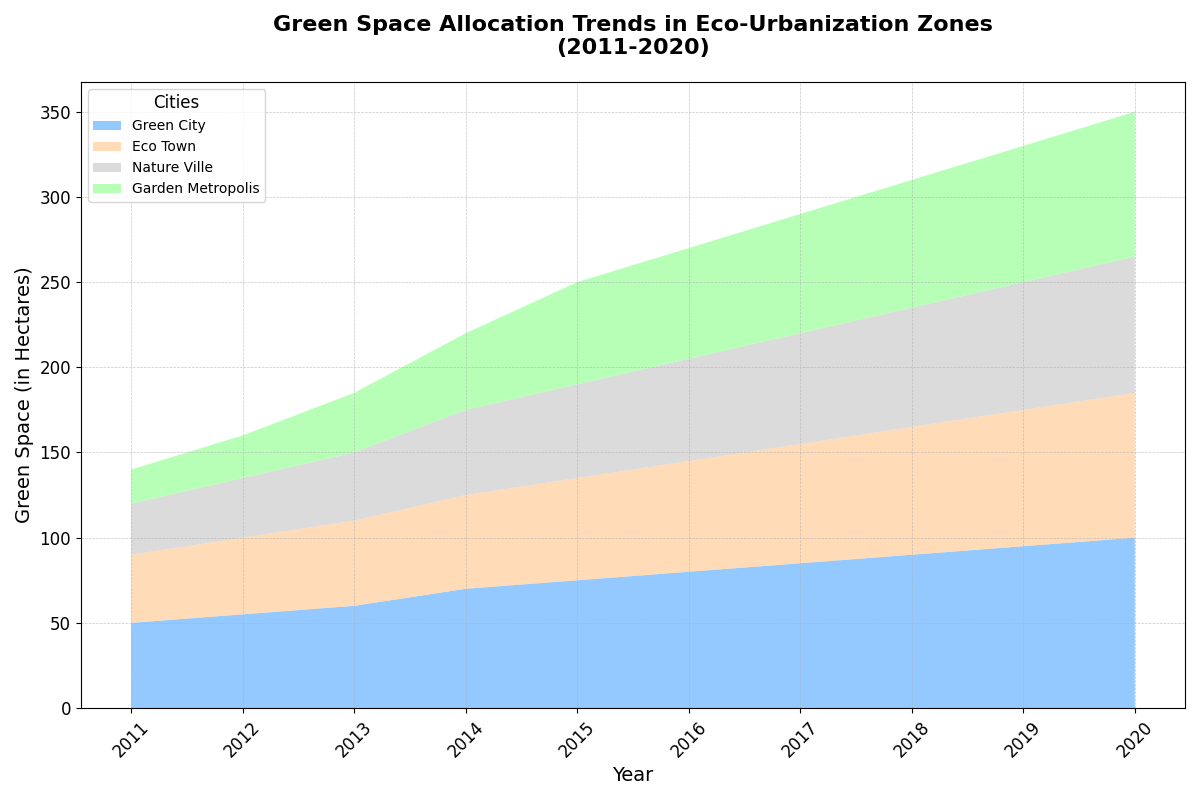 Green Space Allocation Trends in Eco-Urbanization Zones
(2011-2020)
Cities
Green City
Eco Town
Nature Ville
Garden Metropolis
Green Space (in Hectares)
350
300
250
200
150
100
50
0
2011
2012
2013
2014
2015
2016
2017
2018
2019
2020
Year